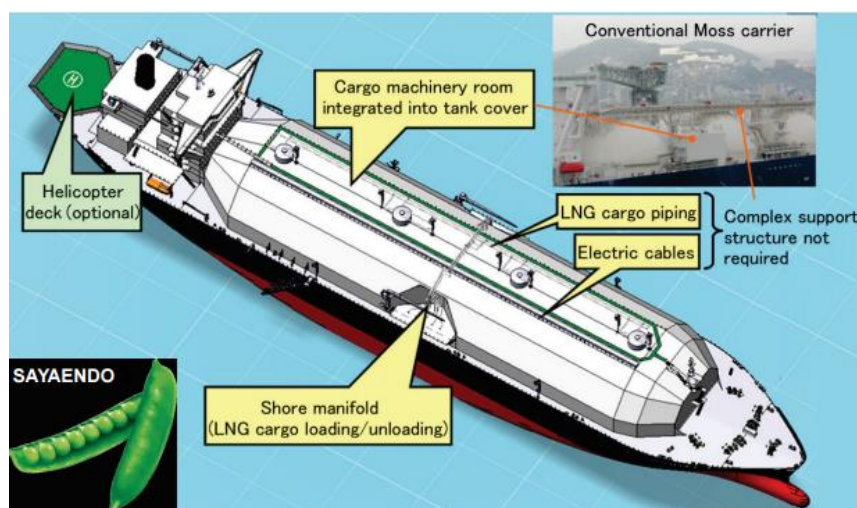 Conventional Moss carrier
Cargo machinery room
integrated into tank cover
H
Helicopter
deck (optional)
LNG cargo piping
Electric cables
Complex support
structure not
required
SAYAENDO
Shore manifold
(LNG cargo loading/unloading)